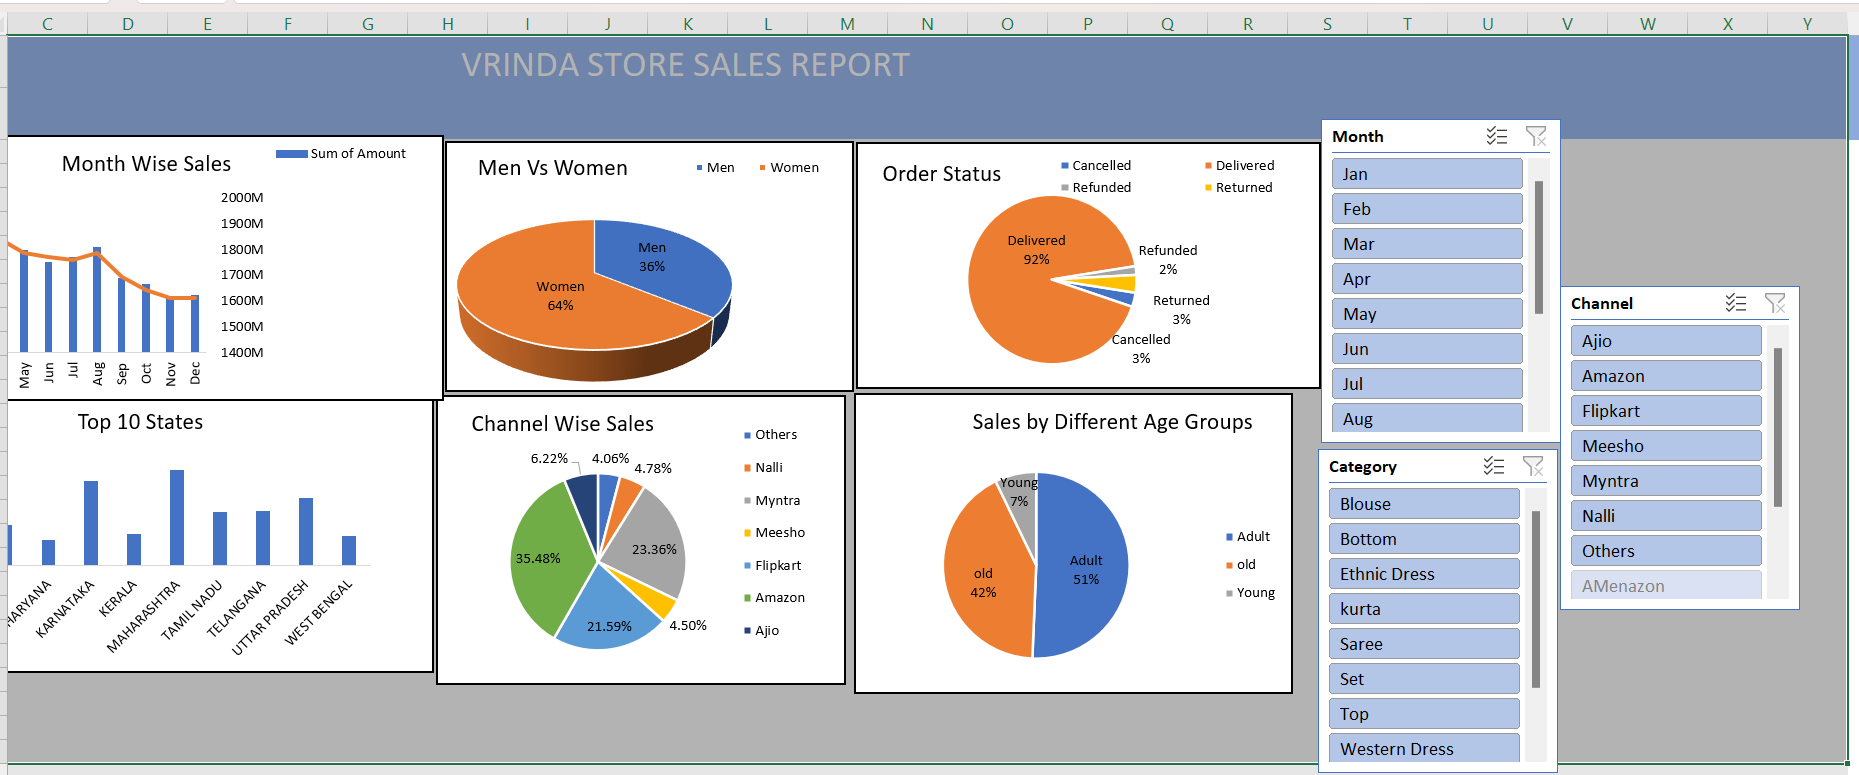 C D E F G H I J K L M N O P Q R S T U V W X Y
VRINDA STORE SALES REPORT
Month Wise Sales
Sum of Amount
2000M
1900M
1800M
1700M
1600M
1500M
1400M
May Jun Jul Aug Sep Oct Nov Dec
Men Vs Women
Men Women
Men
36%
Women
64%
Order Status
Cancelled Delivered
Refunded Returned
Delivered
92%
Refunded
2%
Returned
3%
Cancelled
3%
Top 10 States
HARYANA KARNATAKA KERALA MAHARASHTRA TAMIL NADU TELANGANA UTTAR PRADESH WEST BENGAL
Channel Wise Sales
Others
Nalli
Myntra
Meesho
Flipkart
Amazon
Ajio
6.22% 4.06%
4.78%
23.36%
35.48%
21.59%
4.50%
Sales by Different Age Groups
Young
7%
Adult
51%
old
42%
Adult
old
Young
Month
Jan
Feb
Mar
Apr
May
Jun
Jul
Aug
Category
Blouse
Bottom
Ethnic Dress
kurta
Saree
Set
Top
Western Dress
Channel
Ajio
Amazon
Flipkart
Meesho
Myntra
Nalli
Others
AMenazon